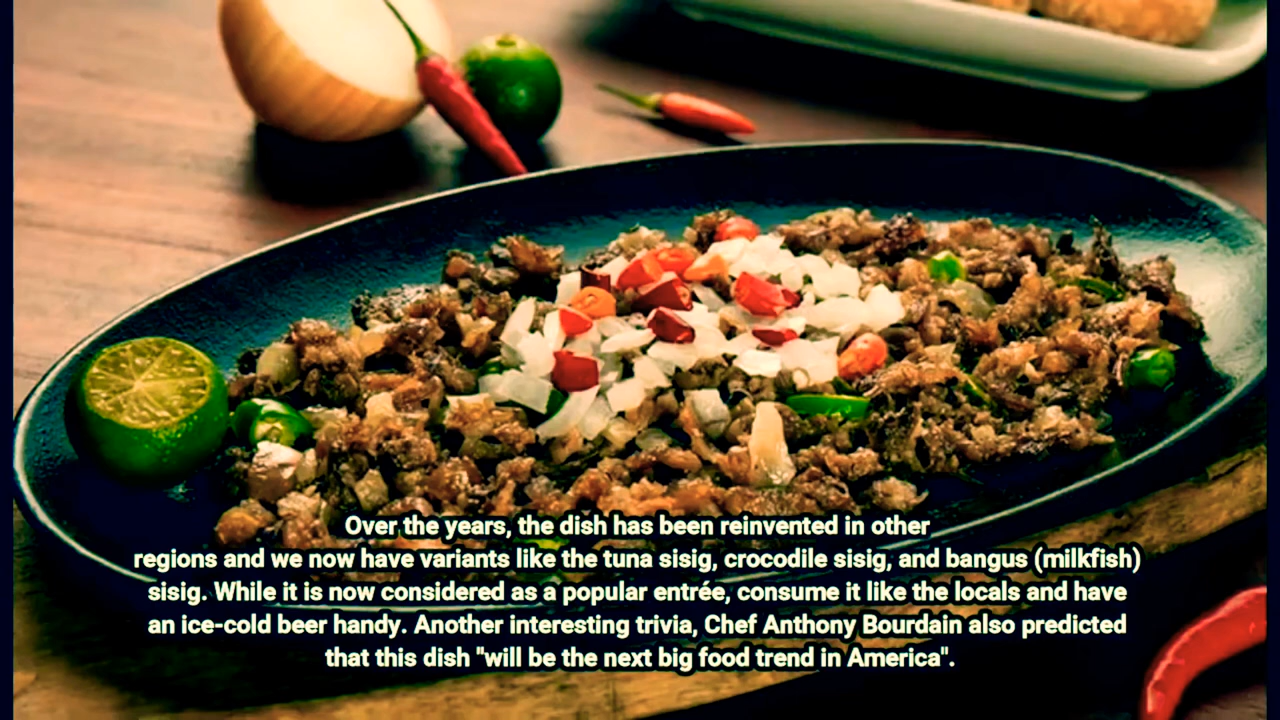 Over the years, the dish has been reinvented in other
regions and we now have variants like the tuna sisig, crocodile sisig, and bangus (milkfish)
sisig. While it is now considered as a popular entrée, consume it like the locals and have
an ice-cold beer handy. Another interesting trivia, Chef Anthony Bourdain also predicted
that this dish "will be the next big food trend in America".